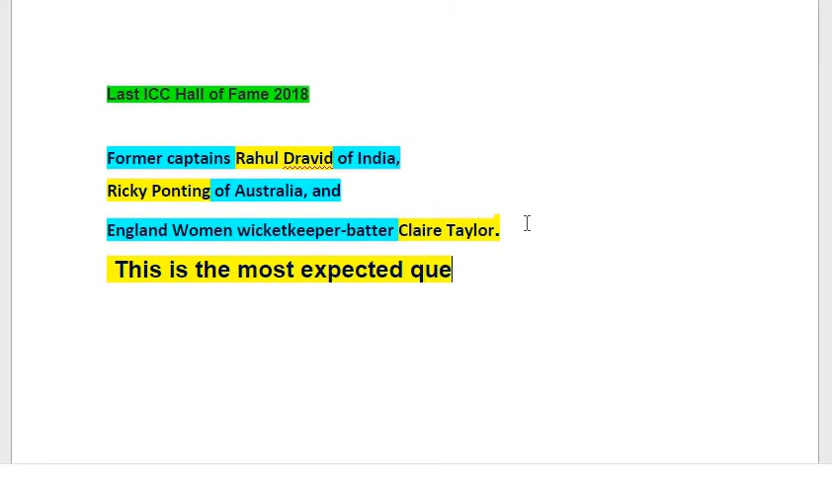 Last ICC Hall of Fame 2018
Former captains Rahul Dravid of India,
Ricky Ponting of Australia, and
England Women wicketkeeper-batter Claire Taylor.
This is the most expected que